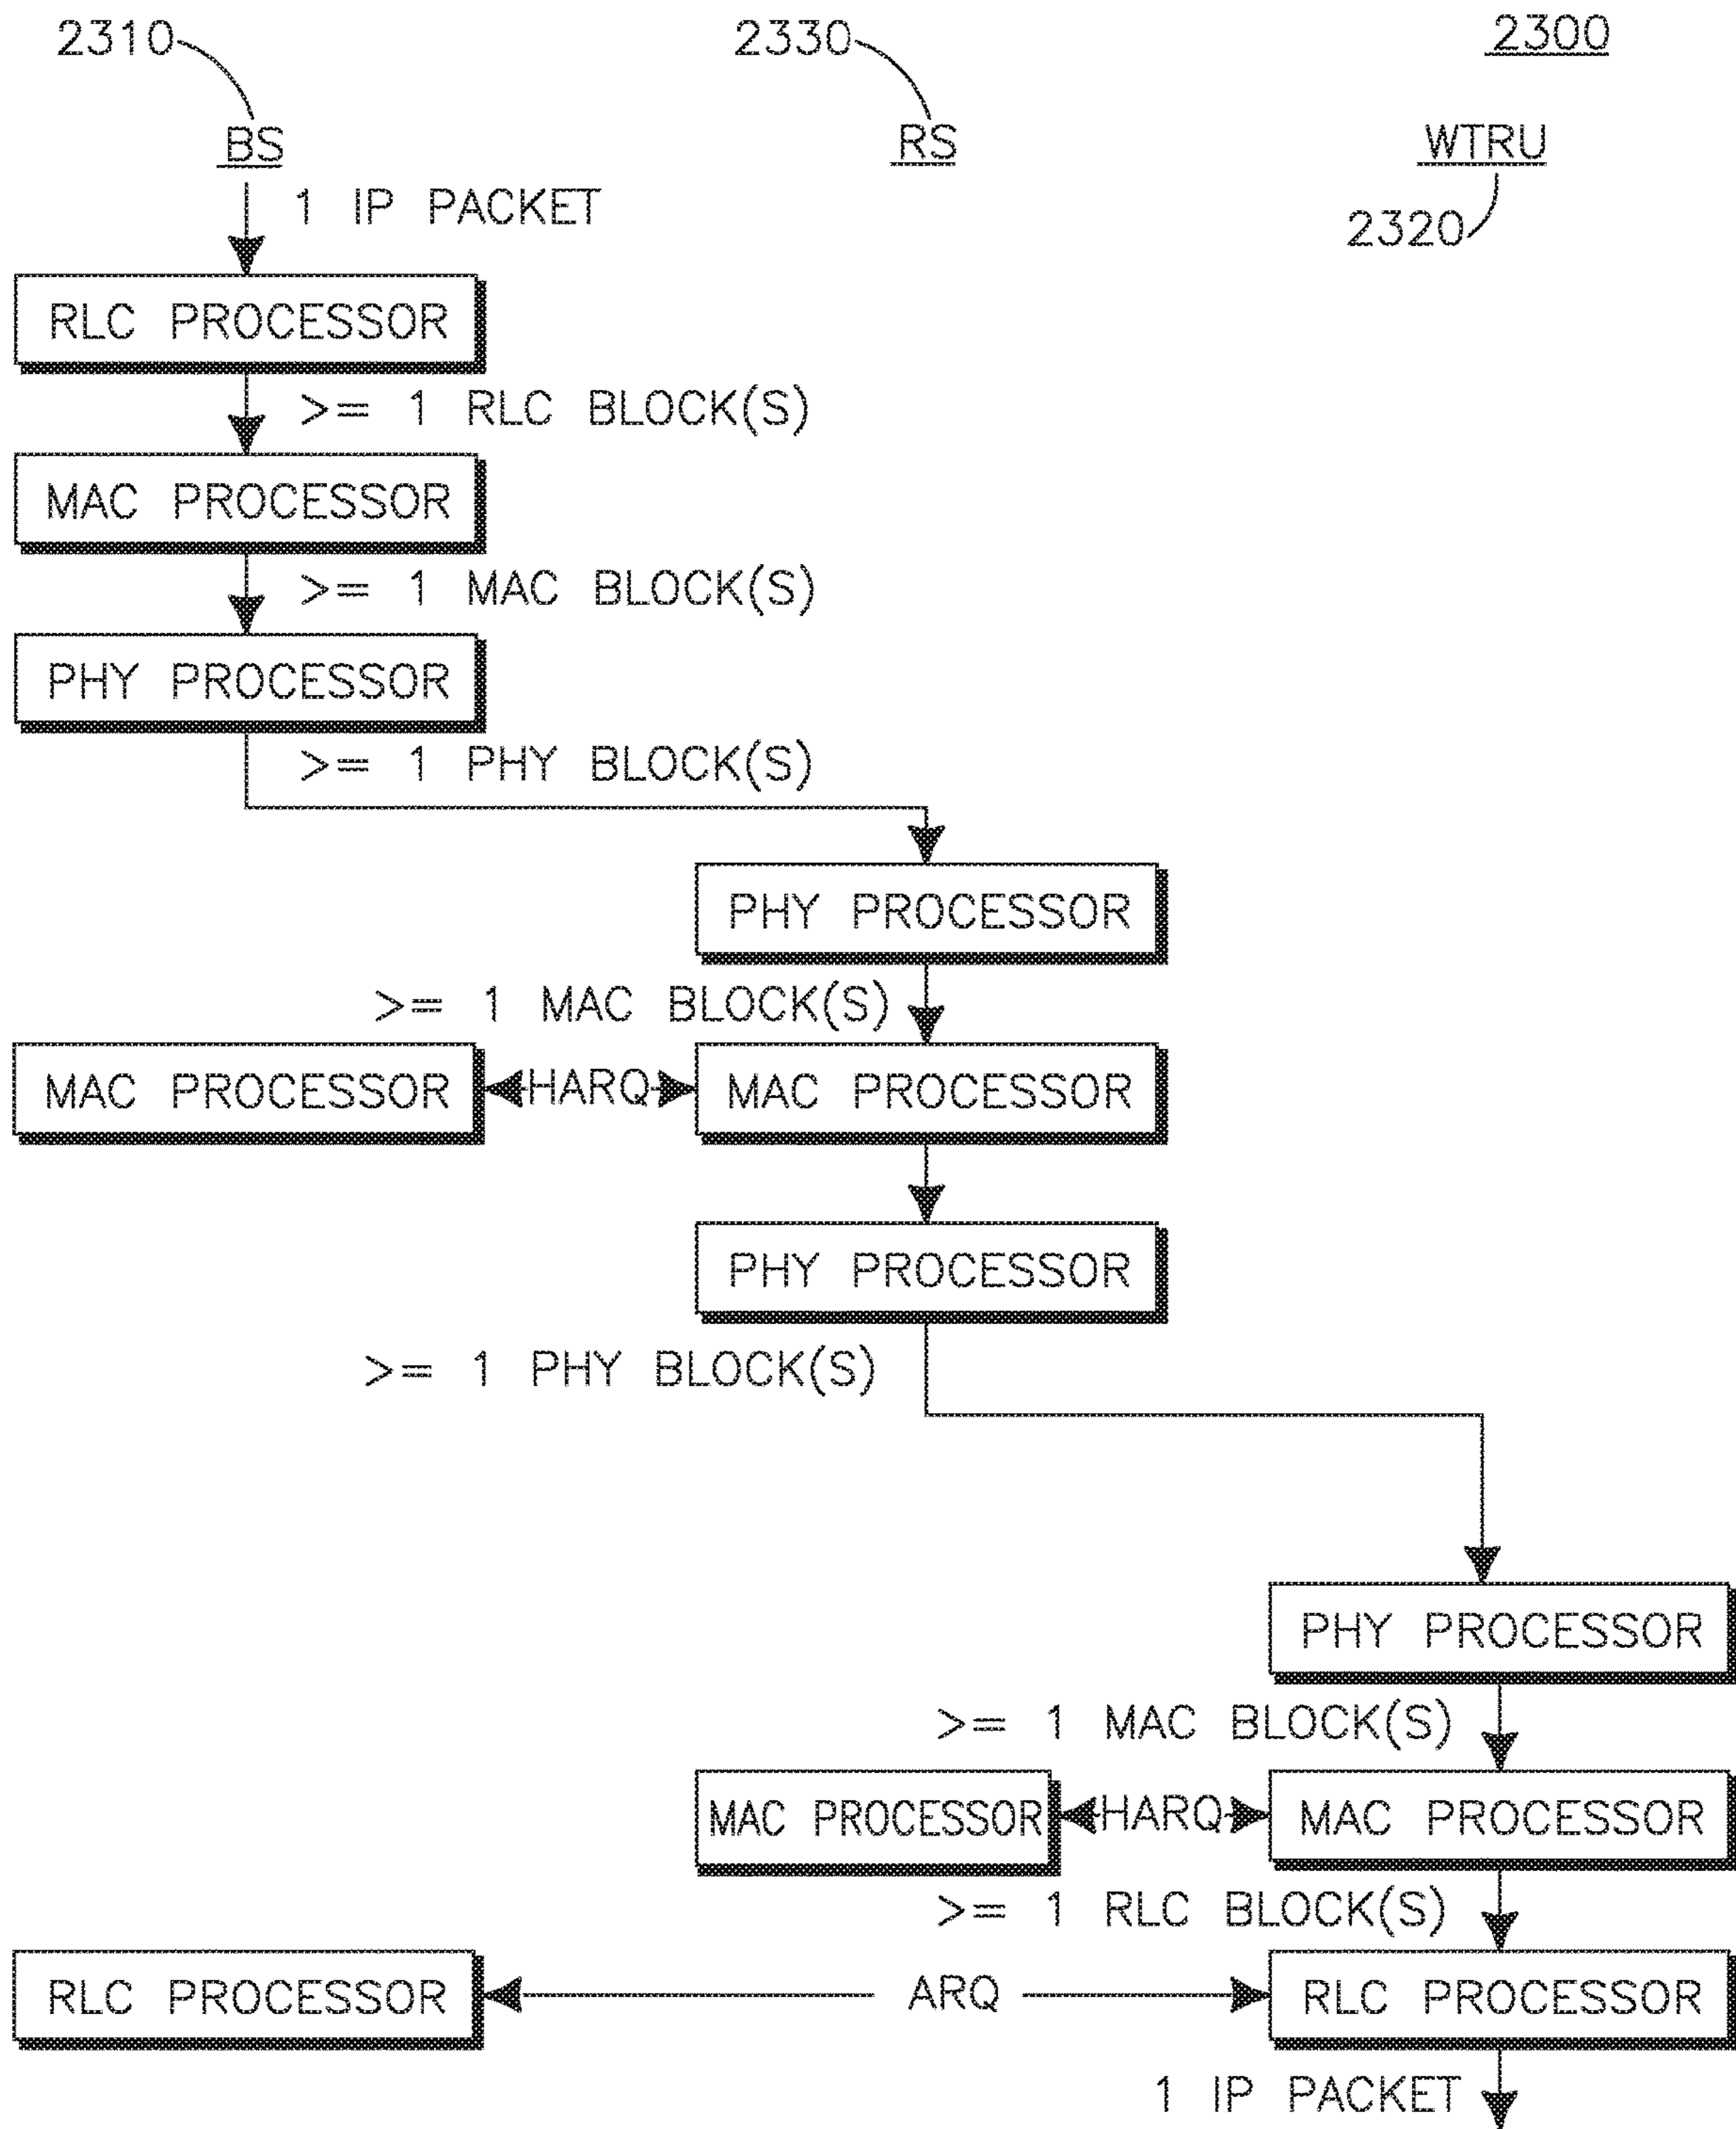 2310
2330
2300
BS
RS
WTRU
2320
1 IP PACKET
RLC PROCESSOR
>= 1 RLC BLOCK(S)
MAC PROCESSOR
>= 1 MAC BLOCK(S)
PHY PROCESSOR
>= 1 PHY BLOCK(S)
PHY PROCESSOR
>= 1 MAC BLOCK(S)
MAC PROCESSOR
HARQ
MAC PROCESSOR
PHY PROCESSOR
>= 1 PHY BLOCK(S)
PHY PROCESSOR
>= 1 MAC BLOCK(S)
MAC PROCESSOR
HARQ
MAC PROCESSOR
>= 1 RLC BLOCK(S)
RLC PROCESSOR
ARQ
RLC PROCESSOR
1 IP PACKET